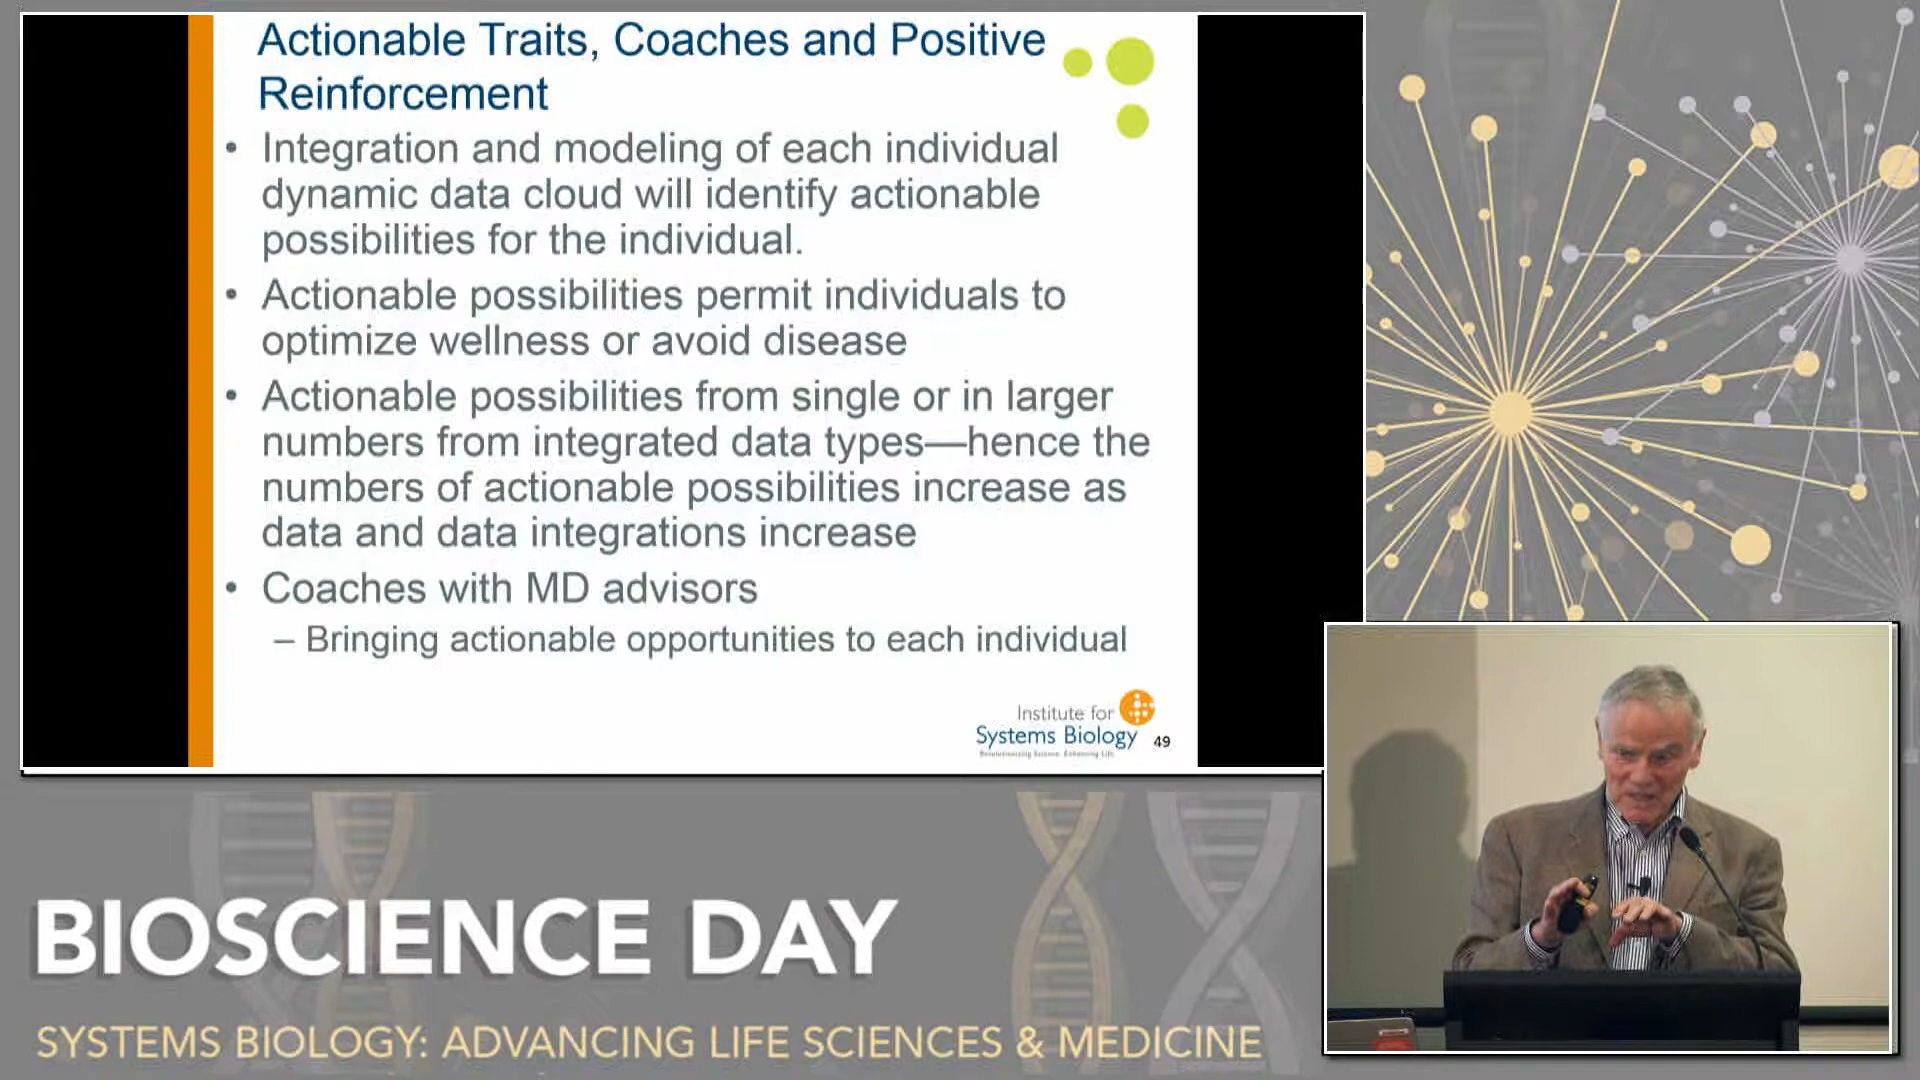 Actionable Traits, Coaches and Positive
Reinforcement
• Integration and modeling of each individual
dynamic data cloud will identify actionable
possibilities for the individual.
• Actionable possibilities permit individuals to
optimize wellness or avoid disease
• Actionable possibilities from single or in larger
numbers from integrated data types—hence the
numbers of actionable possibilities increase as
data and data integrations increase
• Coaches with MD advisors
– Bringing actionable opportunities to each individual
Institute for
Systems Biology
Revolutionizing Science. Enhancing Life.
49
BIOSCIENCE DAY
SYSTEMS BIOLOGY: ADVANCING LIFE SCIENCES & MEDICINE